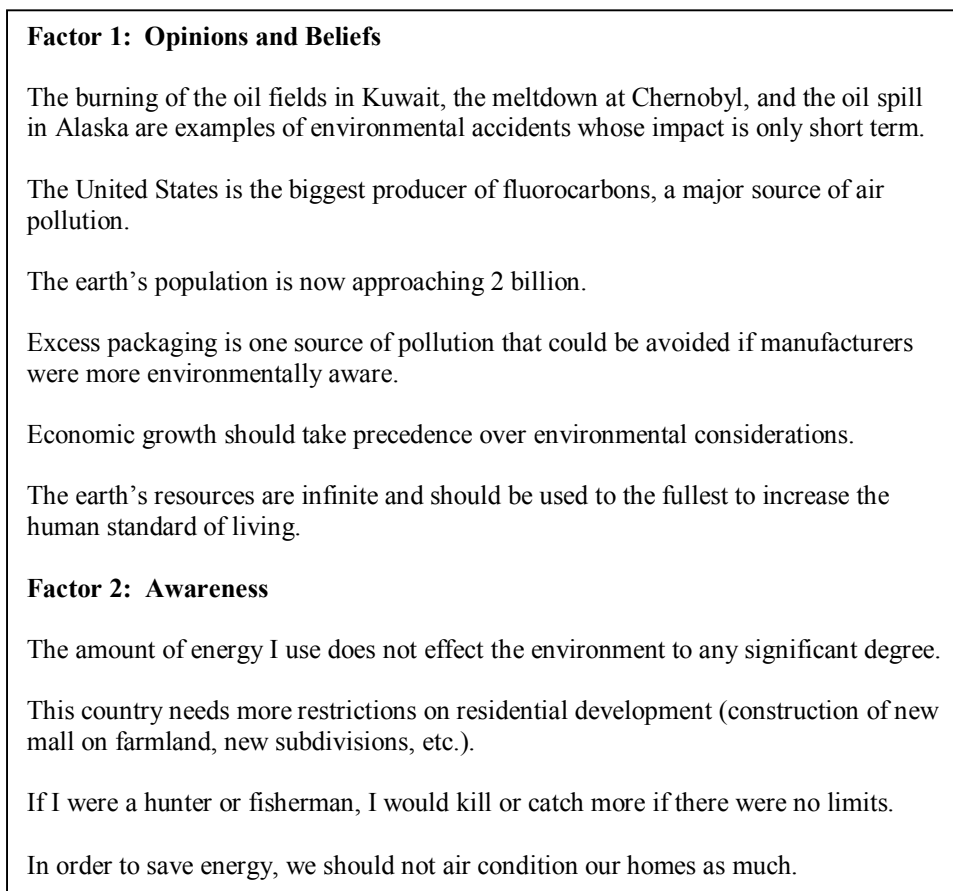 Factor 1:  Opinions and Beliefs
The burning of the oil fields in Kuwait, the meltdown at Chernobyl, and the oil spill
in Alaska are examples of environmental accidents whose impact is only short term.
The United States is the biggest producer of fluorocarbons, a major source of air
pollution.
The earth’s population is now approaching 2 billion.
Excess packaging is one source of pollution that could be avoided if manufacturers
were more environmentally aware.
Economic growth should take precedence over environmental considerations.
The earth’s resources are infinite and should be used to the fullest to increase the
human standard of living.
Factor 2:  Awareness
The amount of energy I use does not effect the environment to any significant degree.
This country needs more restrictions on residential development (construction of new
mall on farmland, new subdivisions, etc.).
If I were a hunter or fisherman, I would kill or catch more if there were no limits.
In order to save energy, we should not air condition our homes as much.